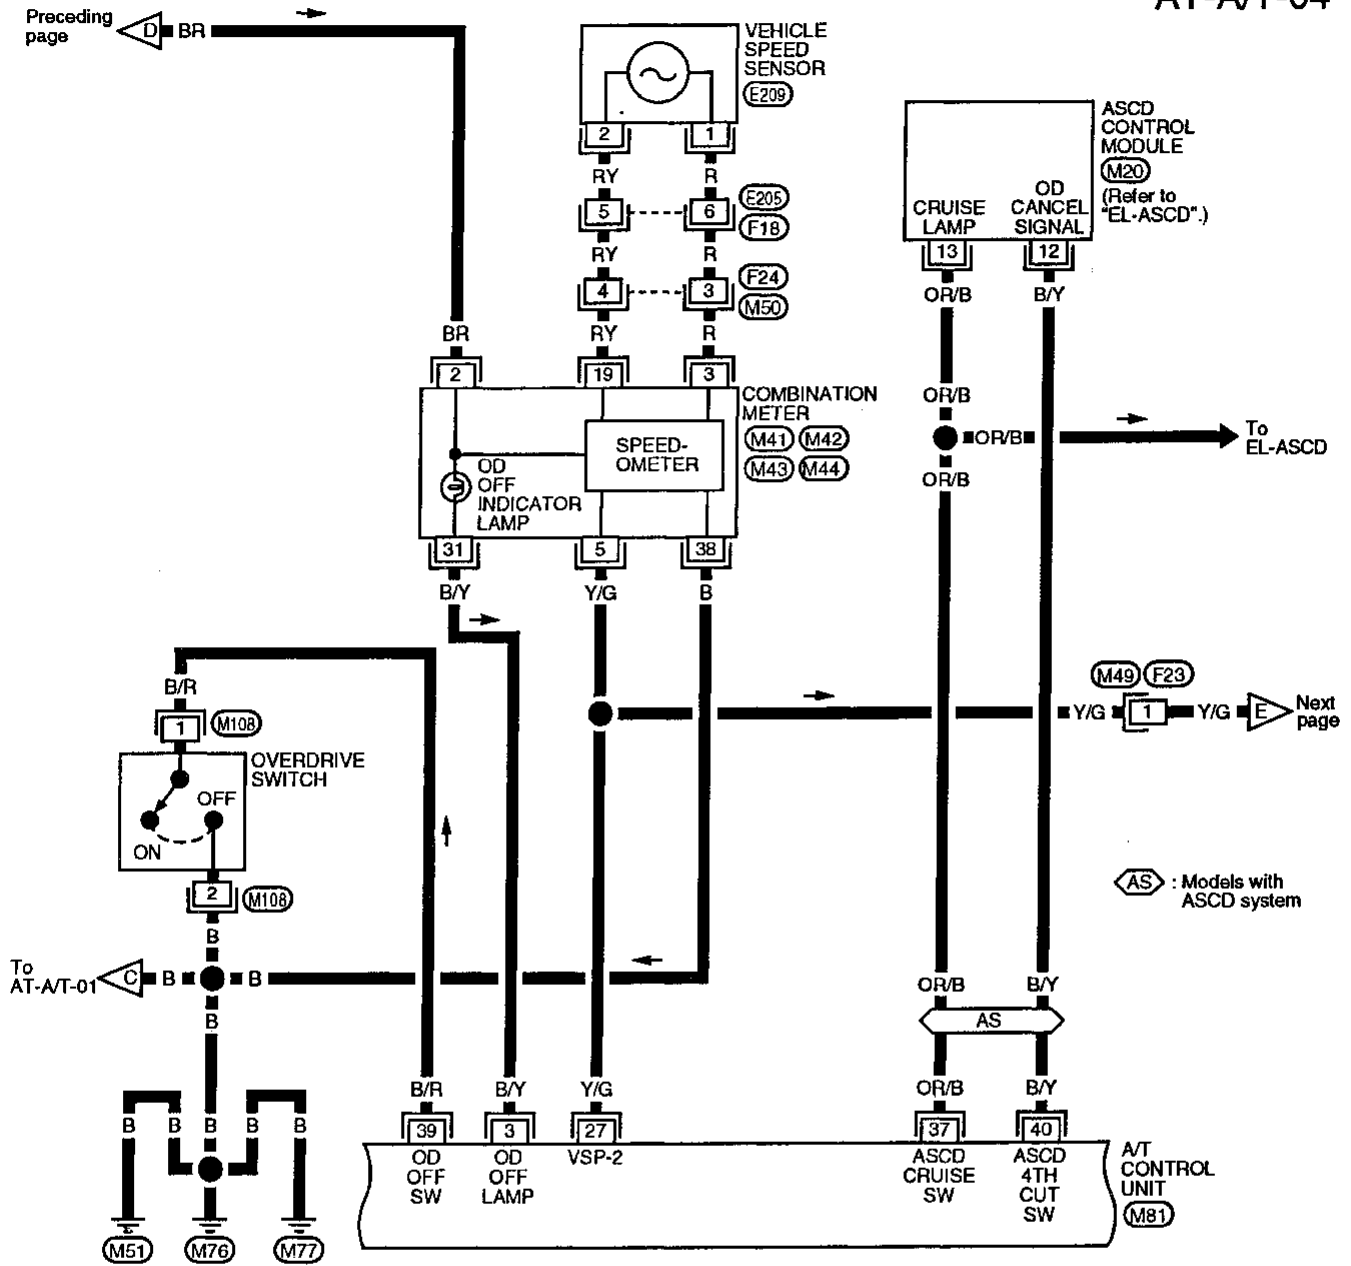 AT-A/T-04
Preceding
page
D
BR
VEHICLE
SPEED
SENSOR
E209
2
1
RY
R
5
6
E205
F18
RY
R
4
3
F24
M50
BR
RY
R
ASCD
CONTROL
MODULE
M20
(Refer to
"EL-ASCD".)
CRUISE
LAMP
OD
CANCEL
SIGNAL
13
12
OR/B
B/Y
2
19
3
COMBINATION
METER
M41
M42
M43
M44
SPEED-
OMETER
OD
OFF
INDICATOR
LAMP
OR/B
OR/B
To
EL-ASCD
OR/B
31
5
38
B/Y
Y/G
B
B/R
1
M108
OVERDRIVE
SWITCH
OFF
ON
2
M108
B
M49
F23
Y/G
1
Y/G
E
Next
page
AS
: Models with
ASCD system
To
AT-A/T-01
C
B
B
B
OR/B
B/Y
AS
B
B
B
B
B
M51
M76
M77
B/R
B/Y
Y/G
OR/B
B/Y
39
3
27
37
40
OD
OFF
SW
OD
OFF
LAMP
VSP-2
ASCD
CRUISE
SW
ASCD
4TH
CUT
SW
A/T
CONTROL
UNIT
M81